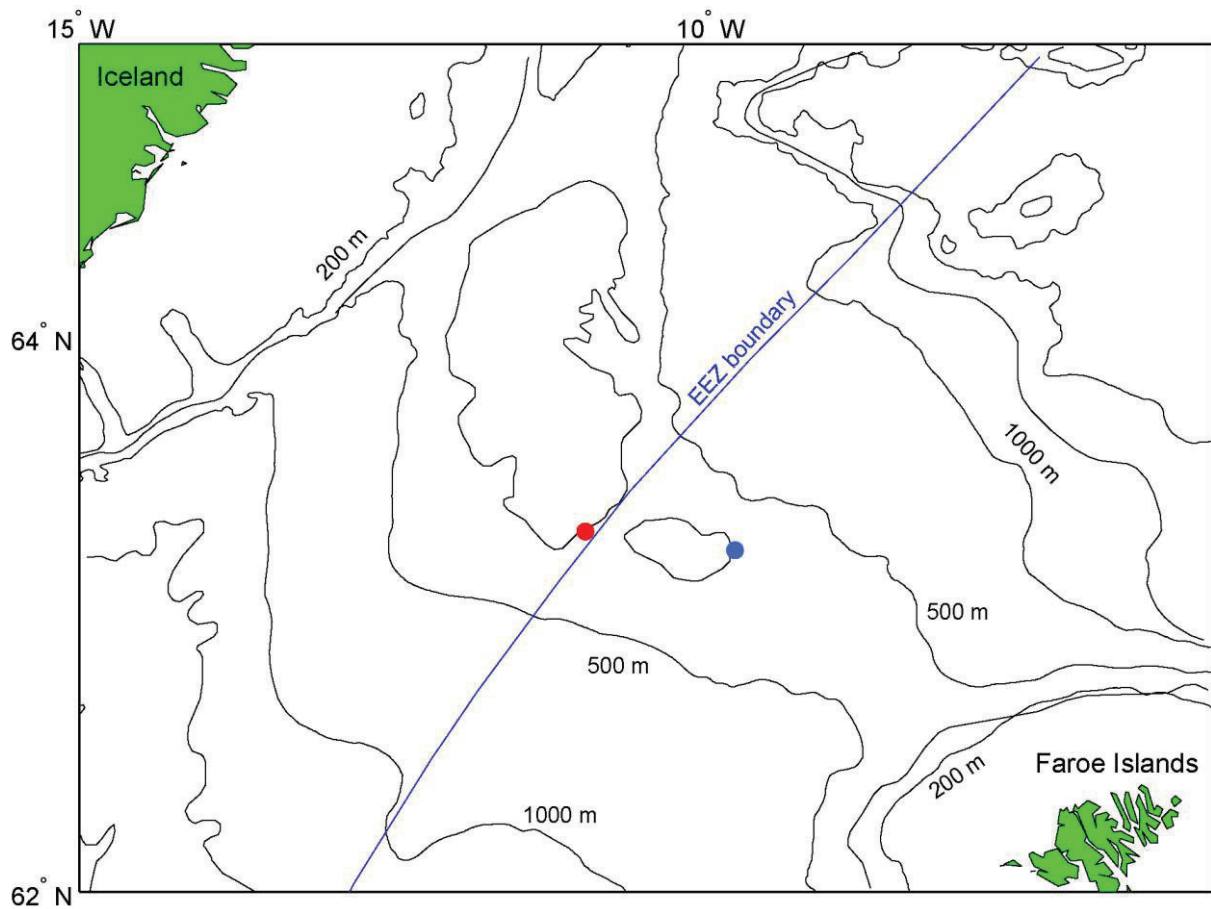 15° W
10° W
Iceland
200 m
64° N
EEZ boundary
1000 m
500 m
500 m
200 m
Faroe Islands
1000 m
62° N